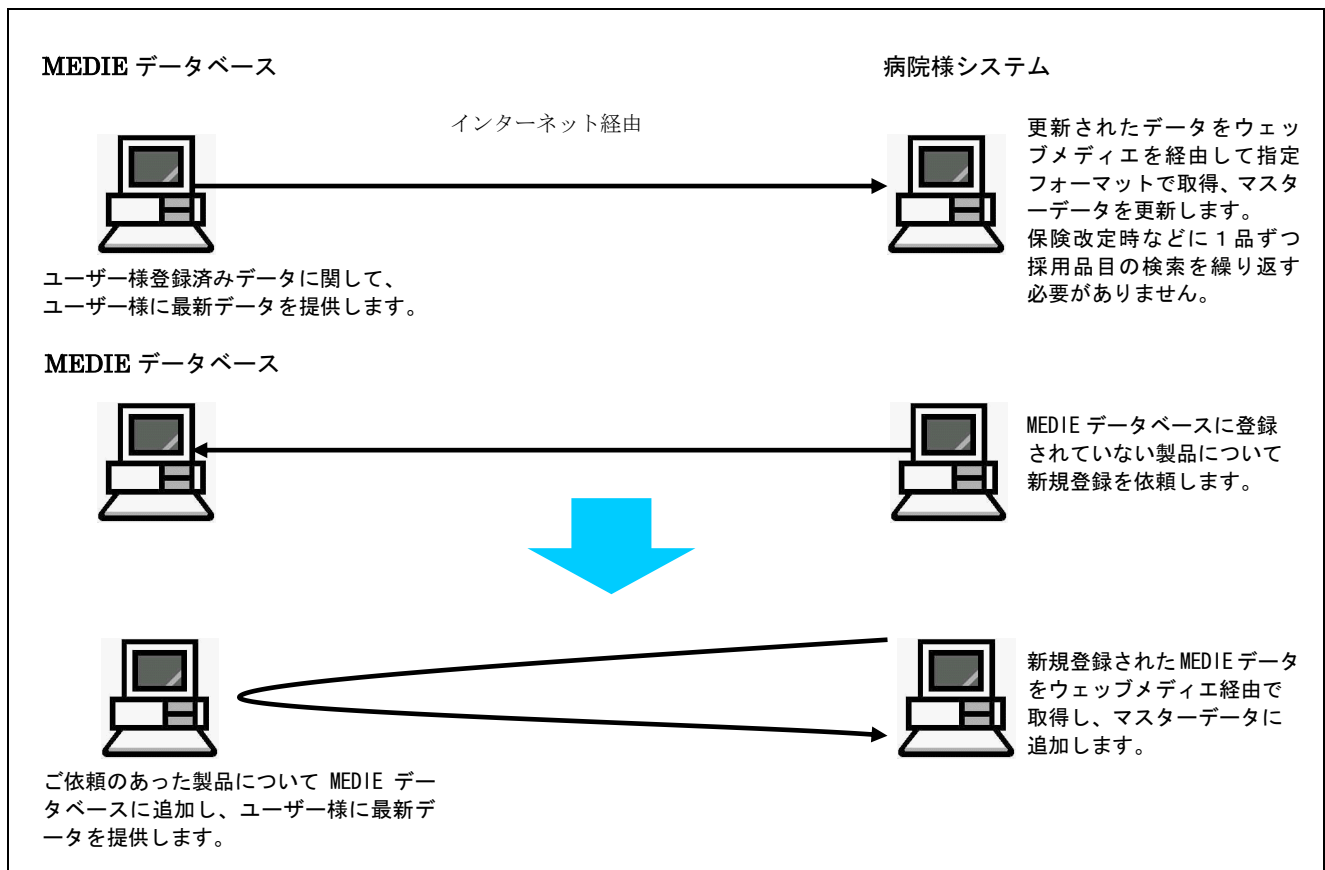 MEDIE データベース
病院様システム
インターネット経由
更新されたデータをウェッ
ブメディエを経由して指定
フォーマットで取得、マスタ
ーデータを更新します。
保険改定時などに１品ずつ
採用品目の検索を繰り返す
必要がありません。
ユーザー様登録済みデータに関して、
ユーザー様に最新データを提供します。
MEDIE データベース
MEDIE データベースに登録
されていない製品について
新規登録を依頼します。
新規登録された MEDIE データ
をウェッブメディエ経由で
取得し、マスターデータに
追加します。
ご依頼のあった製品について MEDIE デー
タベースに追加し、ユーザー様に最新デ
ータを提供します。